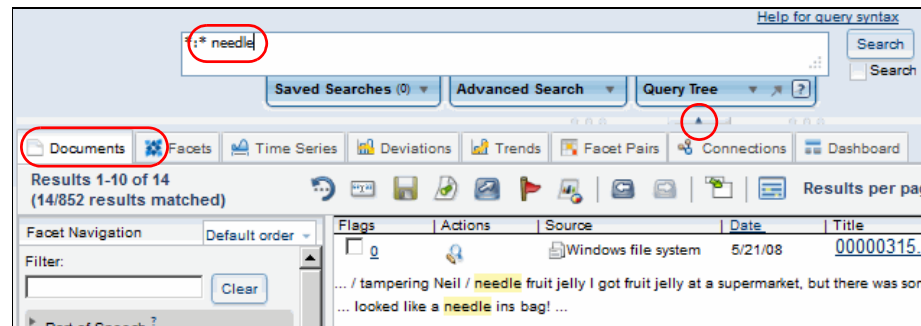 Help for query syntax
*:* needle
Search
Search
Saved Searches (0)
Advanced Search
Query Tree
?
Documents
Facets
Time Series
Deviations
Trends
Facet Pairs
Connections
Dashboard
Results 1-10 of 14
(14/852 results matched)
Results per pa
Facet Navigation
Default order
Flags
Actions
Source
Date
Title
Filter:
Clear
0
Windows file system
5/21/08
00000315.
... / tampering Neil / needle fruit jelly I got fruit jelly at a supermarket, but there was sor
... looked like a needle ins bag! ...
Part of Speech ?